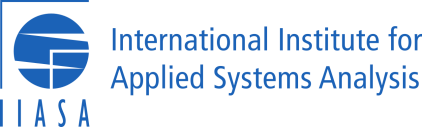 International Institute for
Applied Systems Analysis
IIASA